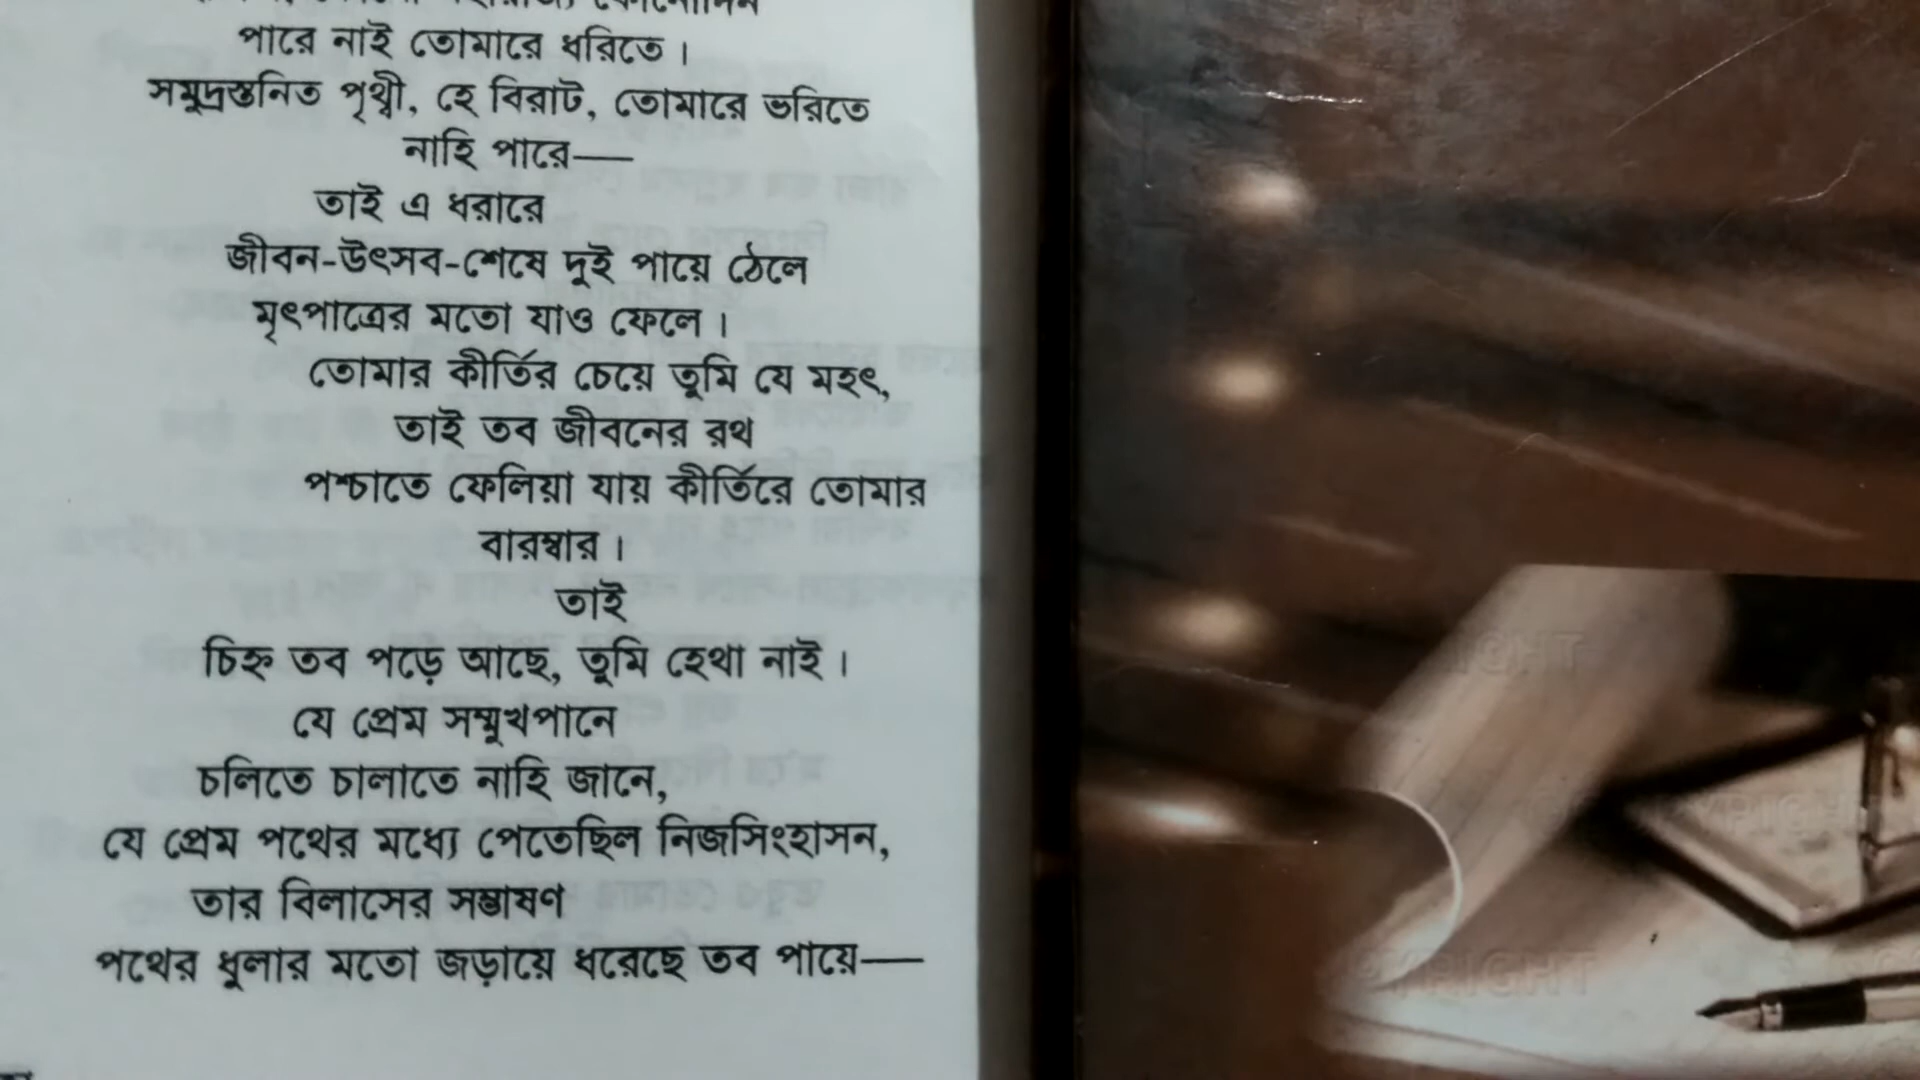 পারে নাই তোমারে ধরিতে ।
সমুদ্রস্তনিত পৃথ্বী, হে বিরাট, তোমারে ভরিতে
নাহি পারে—
তাই এ ধরারে
জীবন-উৎসব-শেষে দুই পায়ে ঠেলে
মৃৎপাত্রের মতো যাও ফেলে ।
তোমার কীর্তির চেয়ে তুমি যে মহৎ,
তাই তব জীবনের রথ
পশ্চাতে ফেলিয়া যায় কীর্তিরে তোমার
বারম্বার ।
তাই
চিহ্ন তব পড়ে আছে, তুমি হেথা নাই ।
যে প্রেম সম্মুখপানে
চলিতে চালাতে নাহি জানে,
যে প্রেম পথের মধ্যে পেতেছিল নিজসিংহাসন,
তার বিলাসের সম্ভাষণ
পথের ধুলার মতো জড়ায়ে ধরেছে তব পায়ে—